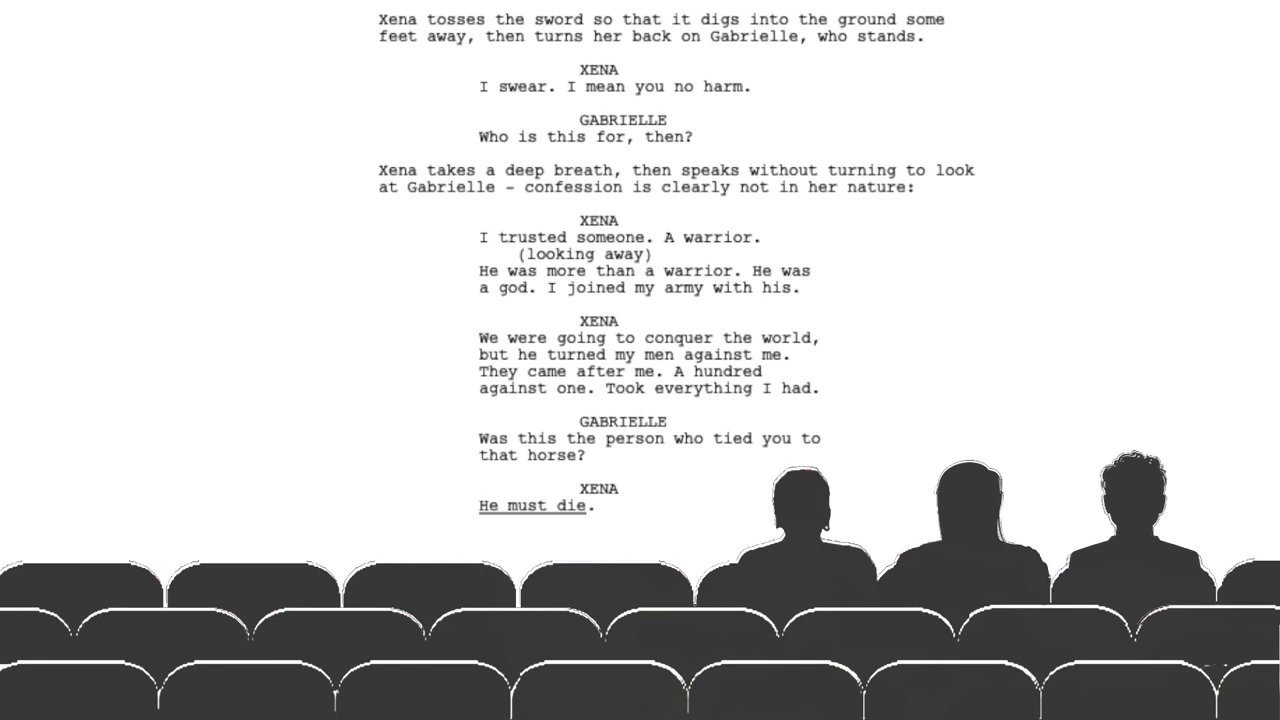 Xena tosses the sword so that it digs into the ground some
feet away, then turns her back on Gabrielle, who stands.
XENA
I swear. I mean you no harm.
GABRIELLE
Who is this for, then?
Xena takes a deep breath, then speaks without turning to look
at Gabrielle – confession is clearly not in her nature:
XENA
I trusted someone. A warrior.
(looking away)
He was more than a warrior. He was
a god. I joined my army with his.
XENA
We were going to conquer the world,
but he turned my men against me.
They came after me. A hundred
against one. Took everything I had.
GABRIELLE
Was this the person who tied you to
that horse?
XENA
He must die.